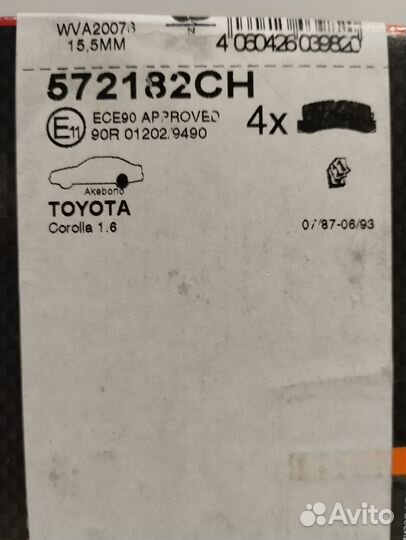 WVA20078
15,5MM
4 060426 039820
572182CH
E11
ECE90 APPROVED
90R 01202/9490
4x
Akebono
TOYOTA
Corolla 1.6
07/87-06/93
Avito